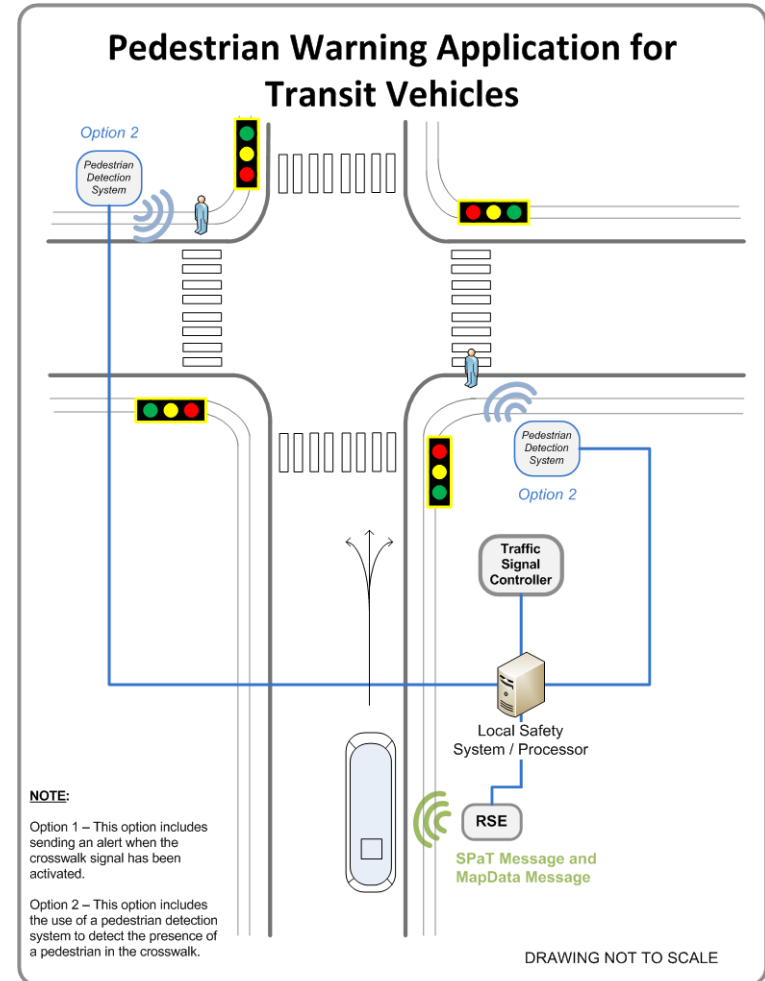 Pedestrian Warning Application for
Transit Vehicles
Option 2
Pedestrian
Detection
System
Pedestrian
Detection
System
Option 2
Traffic
Signal
Controller
Local Safety
System / Processor
RSE
SPaT Message and
MapData Message
NOTE:
Option 1 – This option includes
sending an alert when the
crosswalk signal has been
activated.
Option 2 – This option includes
the use of a pedestrian detection
system to detect the presence of
a pedestrian in the crosswalk.
DRAWING NOT TO SCALE